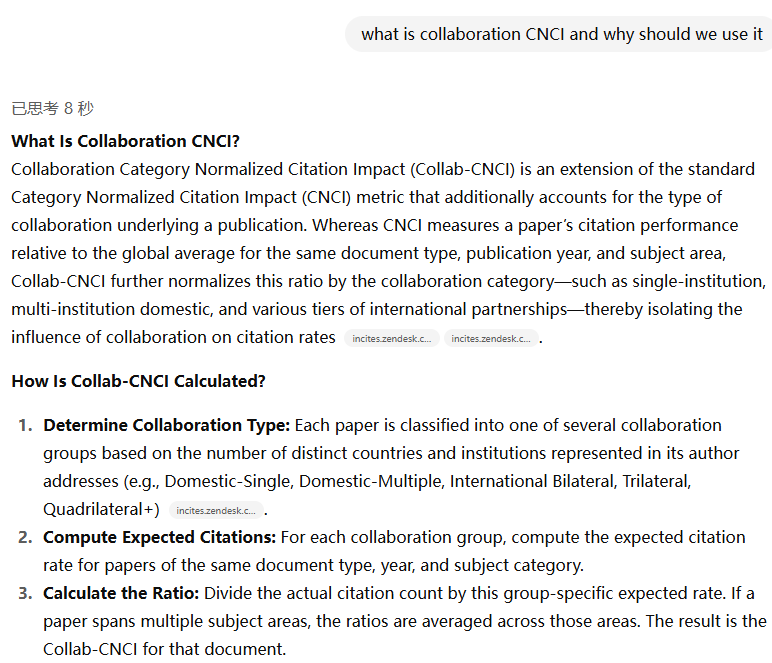 what is collaboration CNCI and why should we use it
已思考 8 秒
What Is Collaboration CNCI?
Collaboration Category Normalized Citation Impact (Collab-CNCI) is an extension of the standard
Category Normalized Citation Impact (CNCI) metric that additionally accounts for the type of
collaboration underlying a publication. Whereas CNCI measures a paper’s citation performance
relative to the global average for the same document type, publication year, and subject area,
Collab-CNCI further normalizes this ratio by the collaboration category—such as single-institution,
multi-institution domestic, and various tiers of international partnerships—thereby isolating the
influence of collaboration on citation rates incites.zendesk.c... incites.zendesk.c... .
How Is Collab-CNCI Calculated?
1. Determine Collaboration Type: Each paper is classified into one of several collaboration
groups based on the number of distinct countries and institutions represented in its author
addresses (e.g., Domestic-Single, Domestic-Multiple, International Bilateral, Trilateral,
Quadrilateral+) incites.zendesk.c... .
2. Compute Expected Citations: For each collaboration group, compute the expected citation
rate for papers of the same document type, year, and subject category.
3. Calculate the Ratio: Divide the actual citation count by this group-specific expected rate. If a
paper spans multiple subject areas, the ratios are averaged across those areas. The result is the
Collab-CNCI for that document.